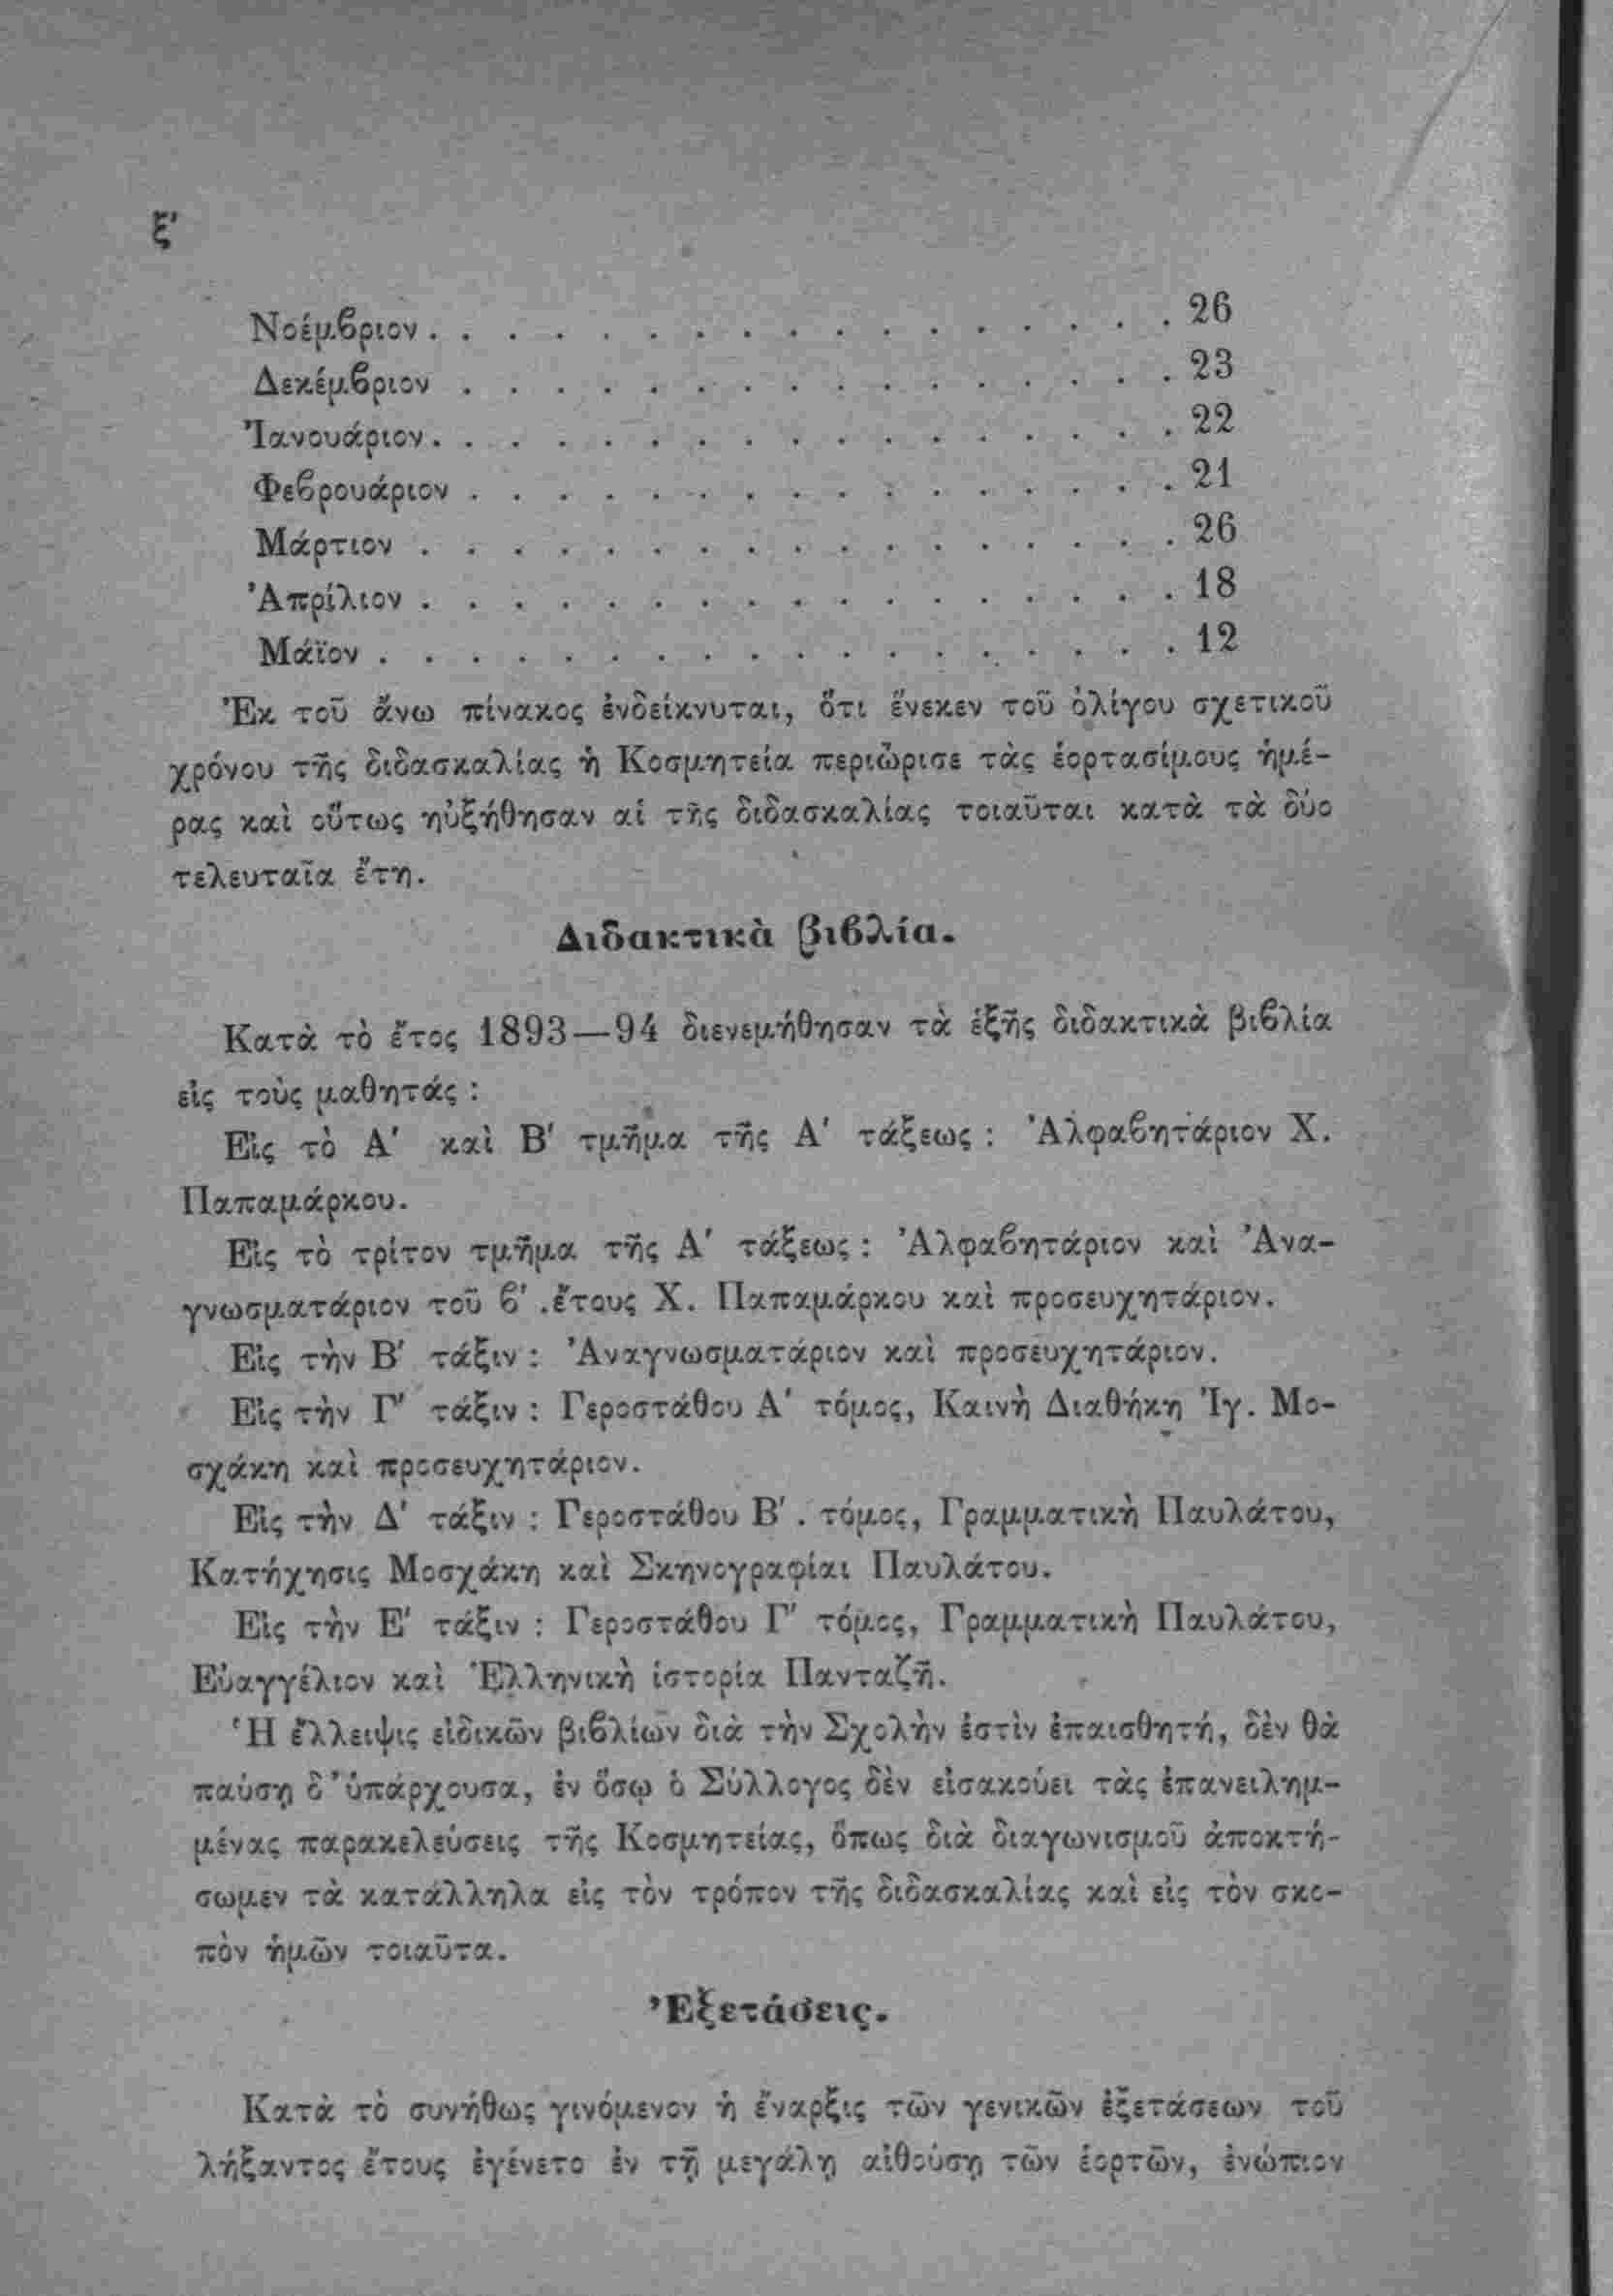 ξ'
Νοέμβριον . . . . . . . . . . . . . . . . . 26
Δεκέμβριον . . . . . . . . . . . . . . . . 23
Ἰανουάριον . . . . . . . . . . . . . . . . . 22
Φεβρουάριον . . . . . . . . . . . . . . . . 21
Μάρτιον . . . . . . . . . . . . . . . . . 26
Ἀπρίλιον . . . . . . . . . . . . . . . . . 18
Μάϊον . . . . . . . . . . . . . . . . . . 12
Ἐκ τοῦ ἄνω πίνακος ἐνδείκνυται, ὅτι ἕνεκεν τοῦ ὀλίγου σχετικοῦ
χρόνου τῆς διδασκαλίας ἡ Κοσμητεία περιώρισε τὰς ἑορτασίμους ἡμέ-
ρας καὶ οὕτως ηὐξήθησαν αἱ τῆς διδασκαλίας τοιαῦται κατὰ τὰ δύο
τελευταῖα ἔτη.
Διδακτικὰ βιβλία.
Κατὰ τὸ ἔτος 1893—94 διενεμήθησαν τὰ ἑξῆς διδακτικὰ βιβλία
εἰς τοὺς μαθητάς :
Εἰς τὸ Α' καὶ Β' τμῆμα τῆς Α' τάξεως : Ἀλφαβητάριον Χ.
Παπαμάρκου.
Εἰς τὸ τρίτον τμῆμα τῆς Α' τάξεως : Ἀλφαβητάριον καὶ Ἀνα-
γνωσματάριον τοῦ β' .ἔτους Χ. Παπαμάρκου καὶ προσευχητάριον.
Εἰς τὴν Β' τάξιν : Ἀναγνωσματάριον καὶ προσευχητάριον.
Εἰς τὴν Γ' τάξιν : Γεροστάθου Α' τόμος, Καινὴ Διαθήκη Ἰγ. Μο-
σχάκη καὶ προσευχητάριον.
Εἰς τὴν Δ' τάξιν : Γεροστάθου Β' . τόμος, Γραμματικὴ Παυλάτου,
Κατήχησις Μοσχάκη καὶ Σκηνογραφίαι Παυλάτου.
Εἰς τὴν Ε' τάξιν : Γεροστάθου Γ' τόμος, Γραμματικὴ Παυλάτου,
Εὐαγγέλιον καὶ Ἑλληνικὴ ἱστορία Πανταζῆ.
Ἡ ἔλλειψις εἰδικῶν βιβλίων διὰ τὴν Σχολὴν ἐστὶν ἐπαισθητή, δὲν θὰ
παύσῃ δ' ὑπάρχουσα, ἐν ὅσῳ ὁ Σύλλογος δὲν εἰσακούει τὰς ἐπανειλημ-
μένας παρακελεύσεις τῆς Κοσμητείας, ὅπως διὰ διαγωνισμοῦ ἀποκτή-
σωμεν τὰ κατάλληλα εἰς τὸν τρόπον τῆς διδασκαλίας καὶ εἰς τὸν σκο-
πὸν ἡμῶν τοιαῦτα.
Ἐξετάσεις.
Κατὰ τὸ συνήθως γινόμενον ἡ ἔναρξις τῶν γενικῶν ἐξετάσεων τοῦ
λήξαντος ἔτους ἐγένετο ἐν τῇ μεγάλῃ αἰθούσῃ τῶν ἑορτῶν, ἐνώπιον